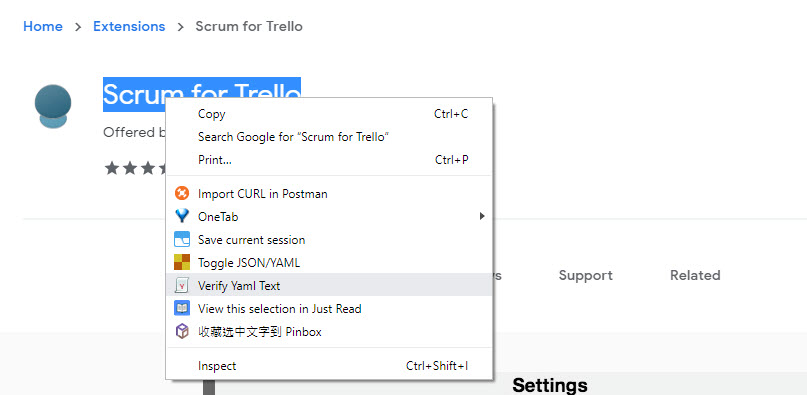 Home > Extensions > Scrum for Trello
Scrum for Trello
Offered b
Copy Ctrl+C
Search Google for “Scrum for Trello”
Print... Ctrl+P
Import CURL in Postman
OneTab
Save current session
Toggle JSON/YAML
Verify Yaml Text
View this selection in Just Read
收藏选中文字到 Pinbox
Inspect Ctrl+Shift+I
s Support Related
Settings